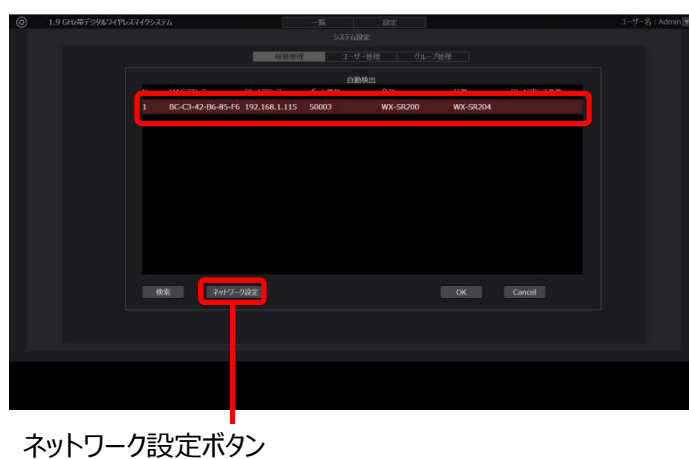 1.9 GHz帯デジタルワイヤレスマイクシステム 一覧 設定 ユーザー名 : Admin
システム設定
機器管理 ユーザー管理 グループ管理
自動検出
1 BC-C3-42-B6-85-F6 192.168.1.115 50003 WX-SR200 WX-SR204
検索 ネットワーク設定 OK Cancel
ネットワーク設定ボタン